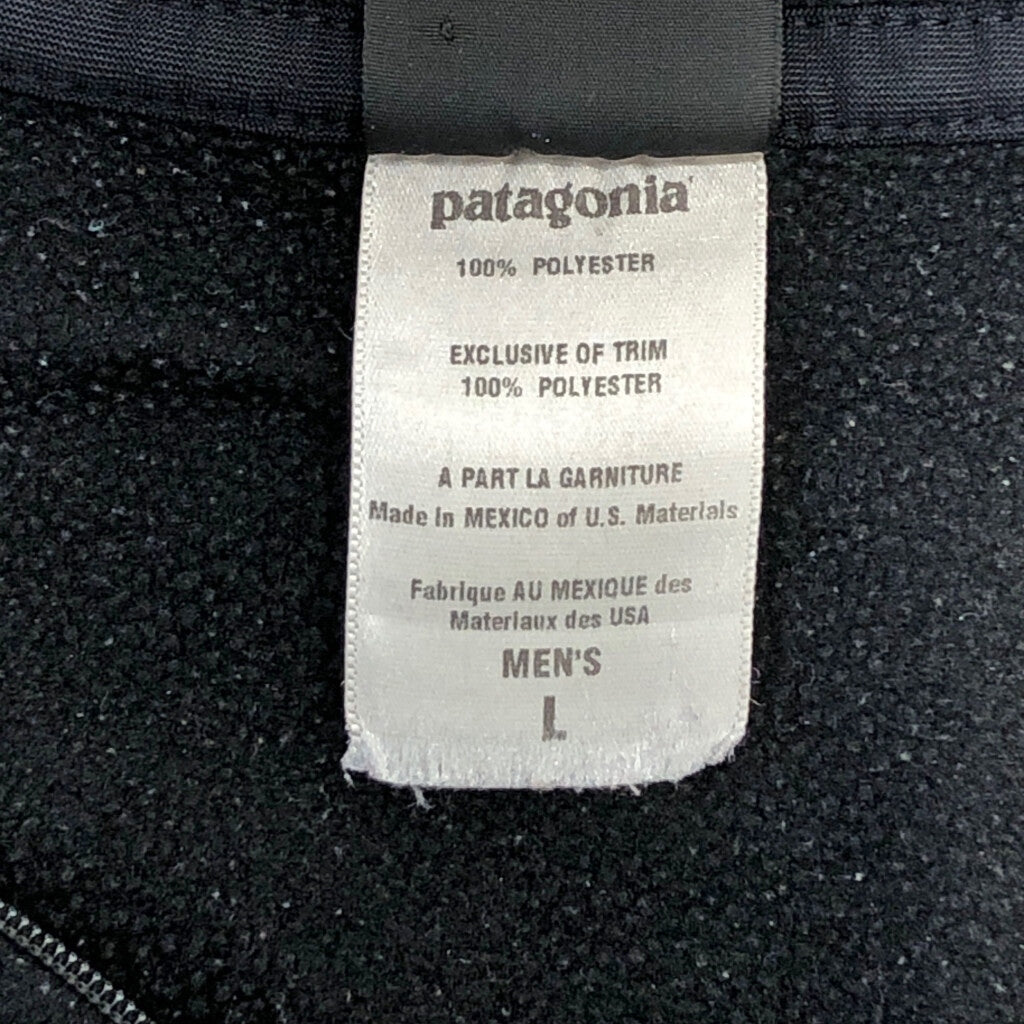 patagonia
100% POLYESTER
EXCLUSIVE OF TRIM
100% POLYESTER
A PART LA GARNITURE
Made in MEXICO of U.S. Materials
Fabrique AU MEXIQUE des
Materiaux des USA
MEN'S
L